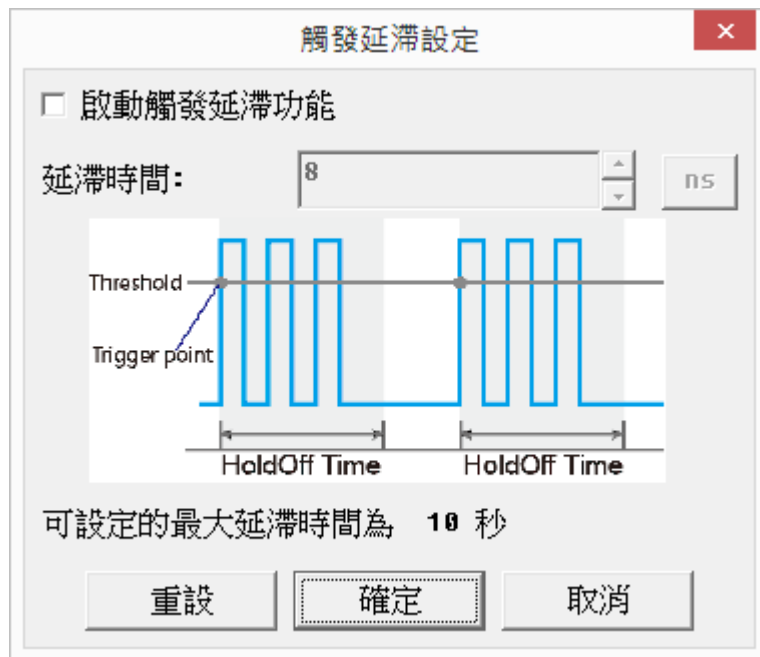 觸發延滯設定
啟動觸發延滯功能
延滯時間: 8 ns
Threshold
Trigger point
HoldOff Time HoldOff Time
可設定的最大延滯時間為 10 秒
重設 確定 取消